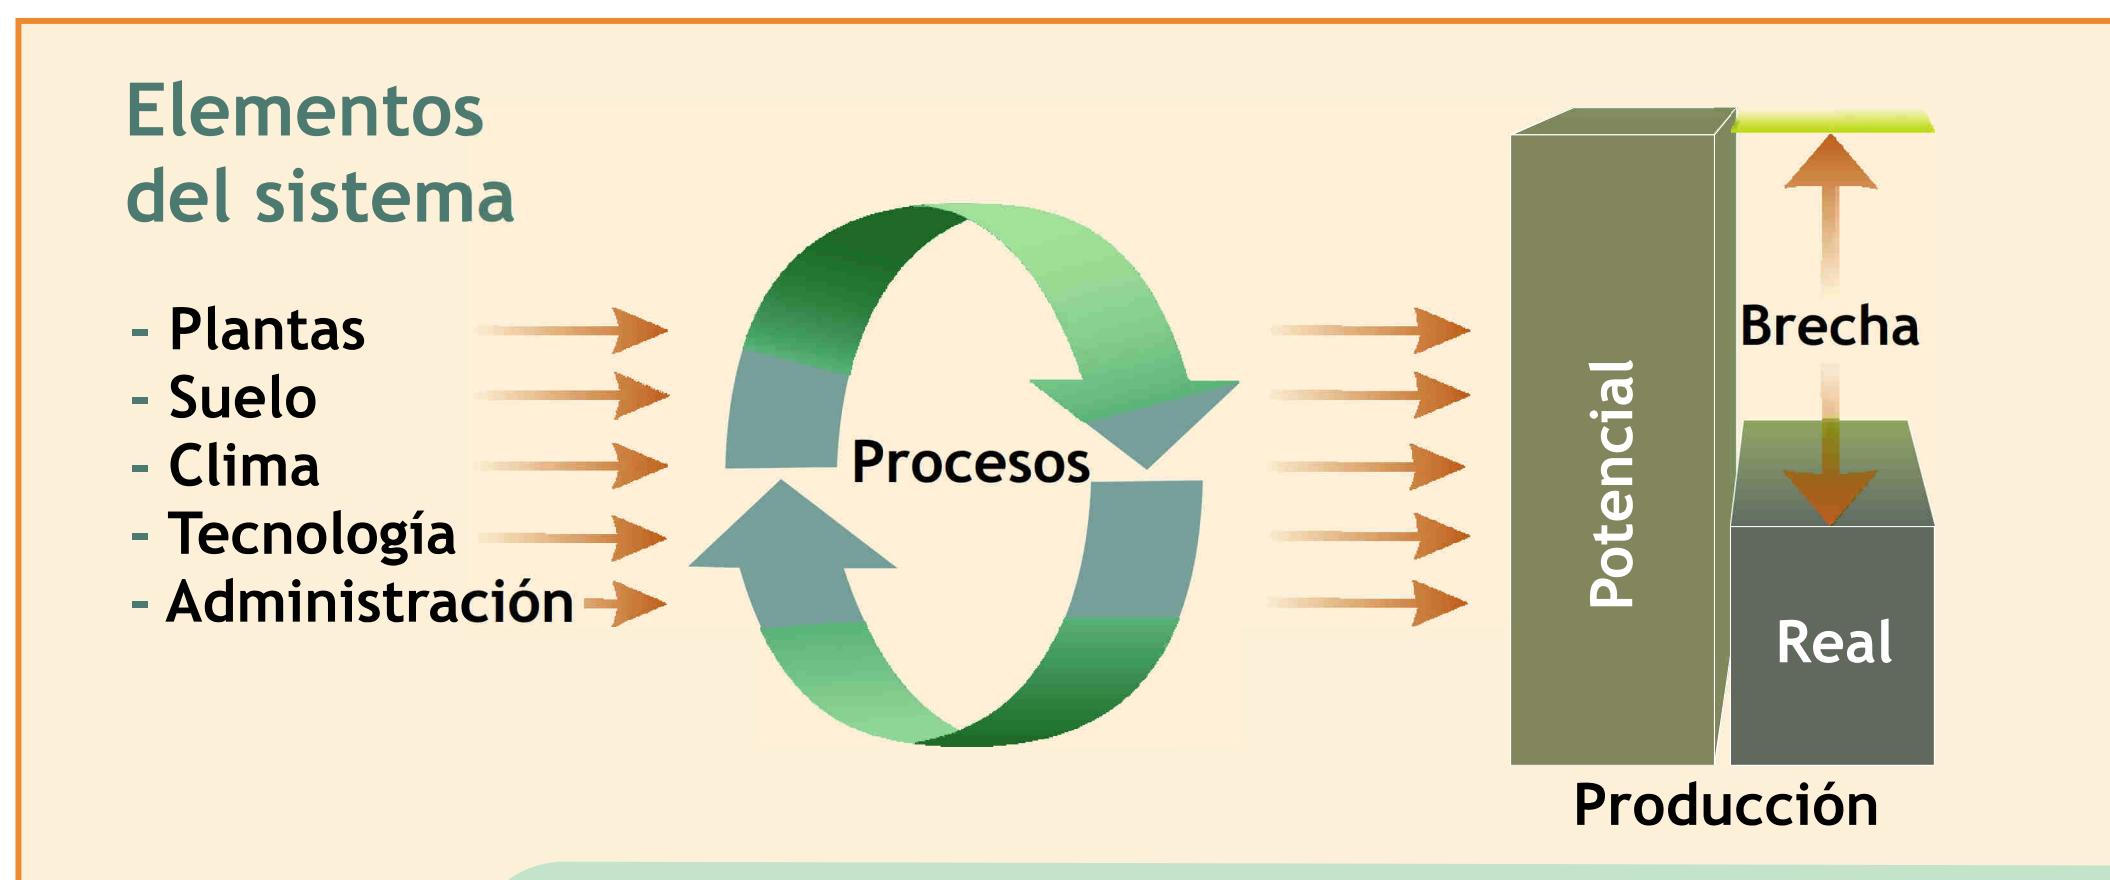 Elementos
del sistema
- Plantas
- Suelo
- Clima
- Tecnología
- Administración
Procesos
Potencial
Brecha
Real
Producción